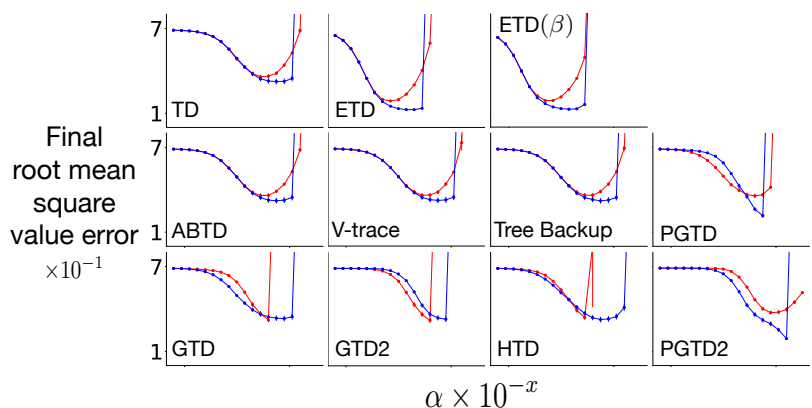 7
1
TD
ETD
ETD(β)
Final
root mean
square
value error
×10⁻¹
7
1
ABTD
V-trace
Tree Backup
PGTD
7
1
GTD
GTD2
HTD
PGTD2
α × 10⁻ˣ